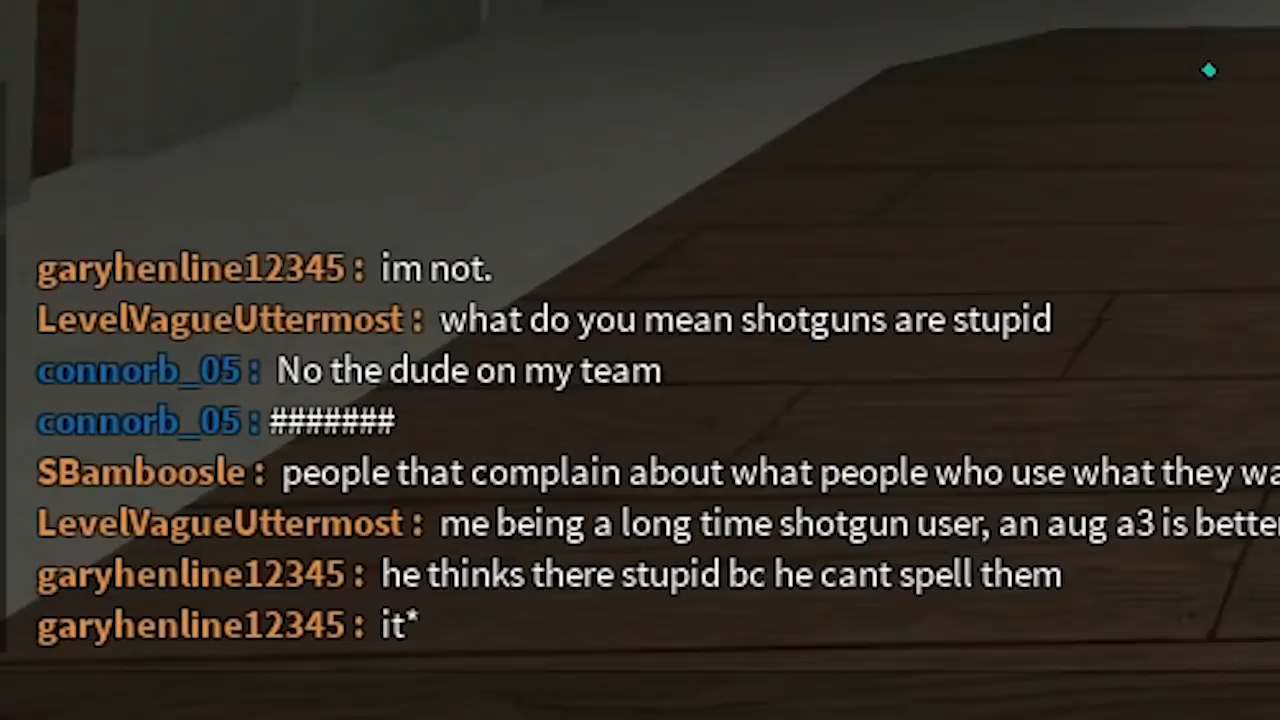 garyhenline12345 : im not.
LevelVagueUttermost : what do you mean shotguns are stupid
connorb_05 : No the dude on my team
connorb_05 : #######
SBamboosle : people that complain about what people who use what they wa
LevelVagueUttermost : me being a long time shotgun user, an aug a3 is better
garyhenline12345 : he thinks there stupid bc he cant spell them
garyhenline12345 : it*